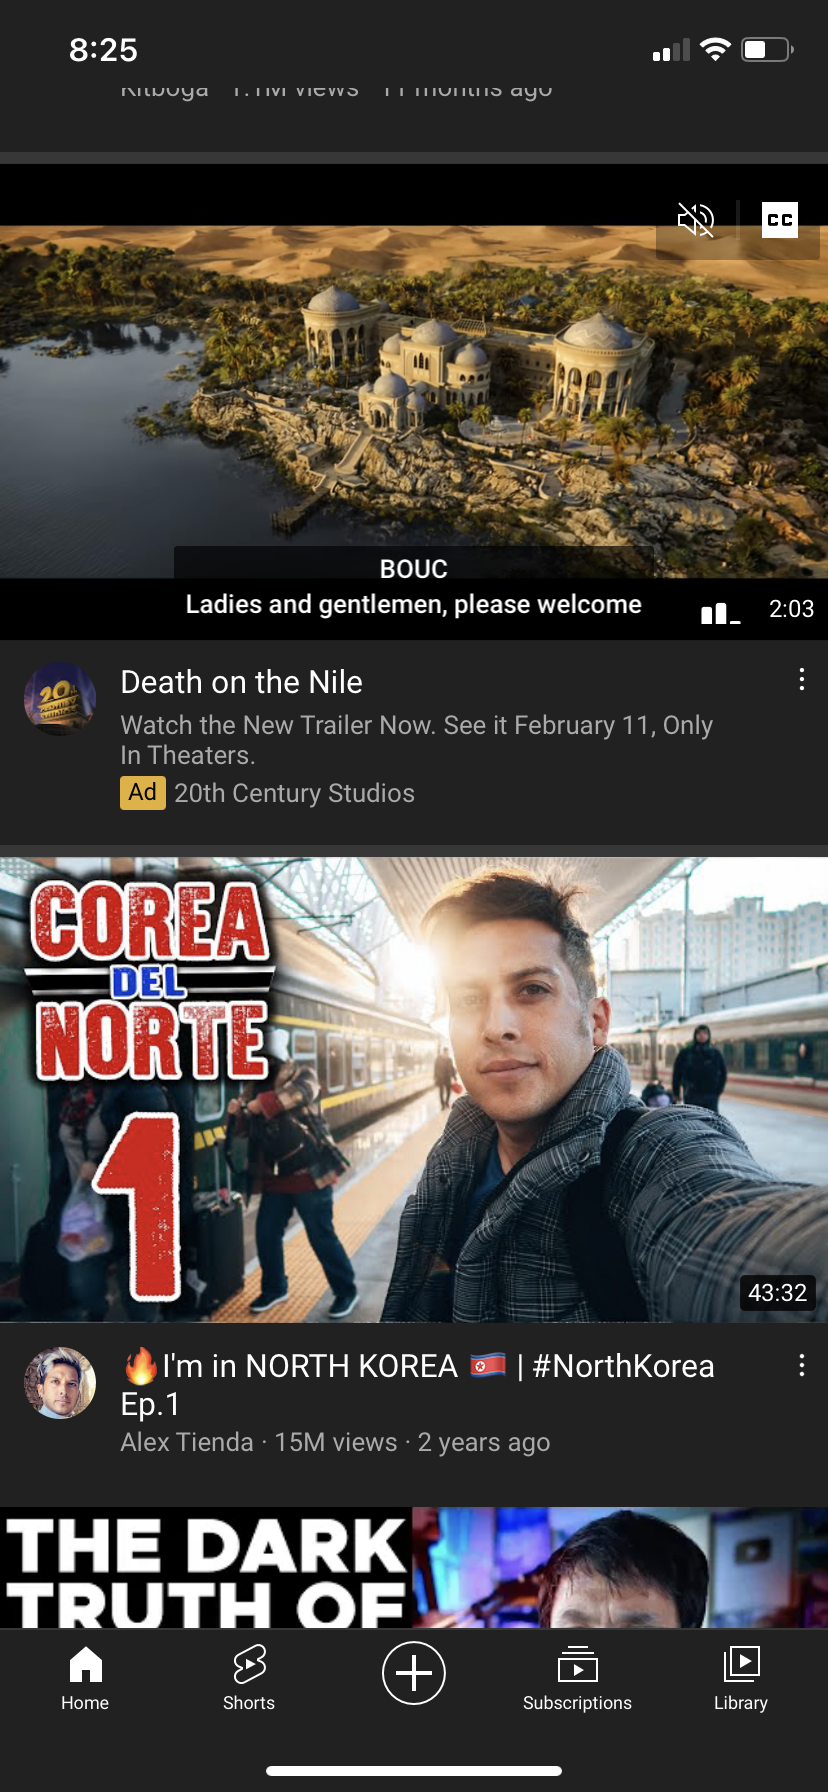 8:25
Kitboga · 1.1M views · 11 months ago
CC
BOUC
Ladies and gentlemen, please welcome
2:03
20
Death on the Nile
Watch the New Trailer Now. See it February 11, Only
In Theaters.
Ad 20th Century Studios
COREA
DEL
NORTE
1
43:32
🔥I'm in NORTH KOREA 🇰🇵 | #NorthKorea
Ep.1
Alex Tienda · 15M views · 2 years ago
THE DARK
TRUTH OF
Home
Shorts
Subscriptions
Library